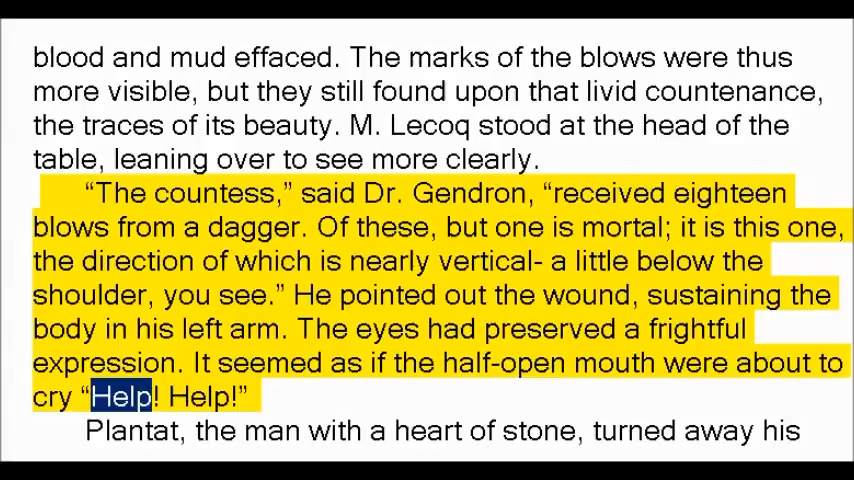 blood and mud effaced. The marks of the blows were thus
more visible, but they still found upon that livid countenance,
the traces of its beauty. M. Lecoq stood at the head of the
table, leaning over to see more clearly.
“The countess,” said Dr. Gendron, “received eighteen
blows from a dagger. Of these, but one is mortal; it is this one,
the direction of which is nearly vertical- a little below the
shoulder, you see.” He pointed out the wound, sustaining the
body in his left arm. The eyes had preserved a frightful
expression. It seemed as if the half-open mouth were about to
cry “Help! Help!”
Plantat, the man with a heart of stone, turned away his